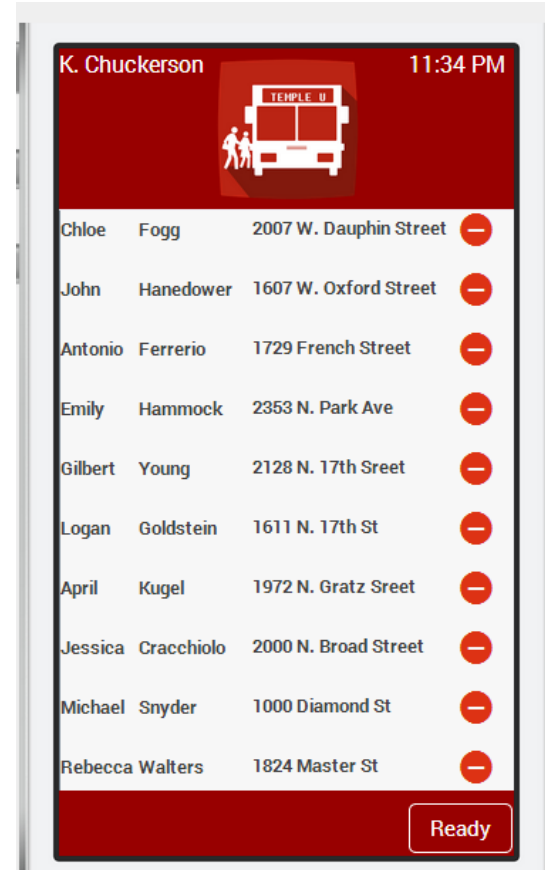 K. Chuckerson 11:34 PM
TEMPLE U
Chloe Fogg 2007 W. Dauphin Street
John Hanedower 1607 W. Oxford Street
Antonio Ferrerio 1729 French Street
Emily Hammock 2353 N. Park Ave
Gilbert Young 2128 N. 17th Sreet
Logan Goldstein 1611 N. 17th St
April Kugel 1972 N. Gratz Sreet
Jessica Cracchiolo 2000 N. Broad Street
Michael Snyder 1000 Diamond St
Rebecca Walters 1824 Master St
Ready